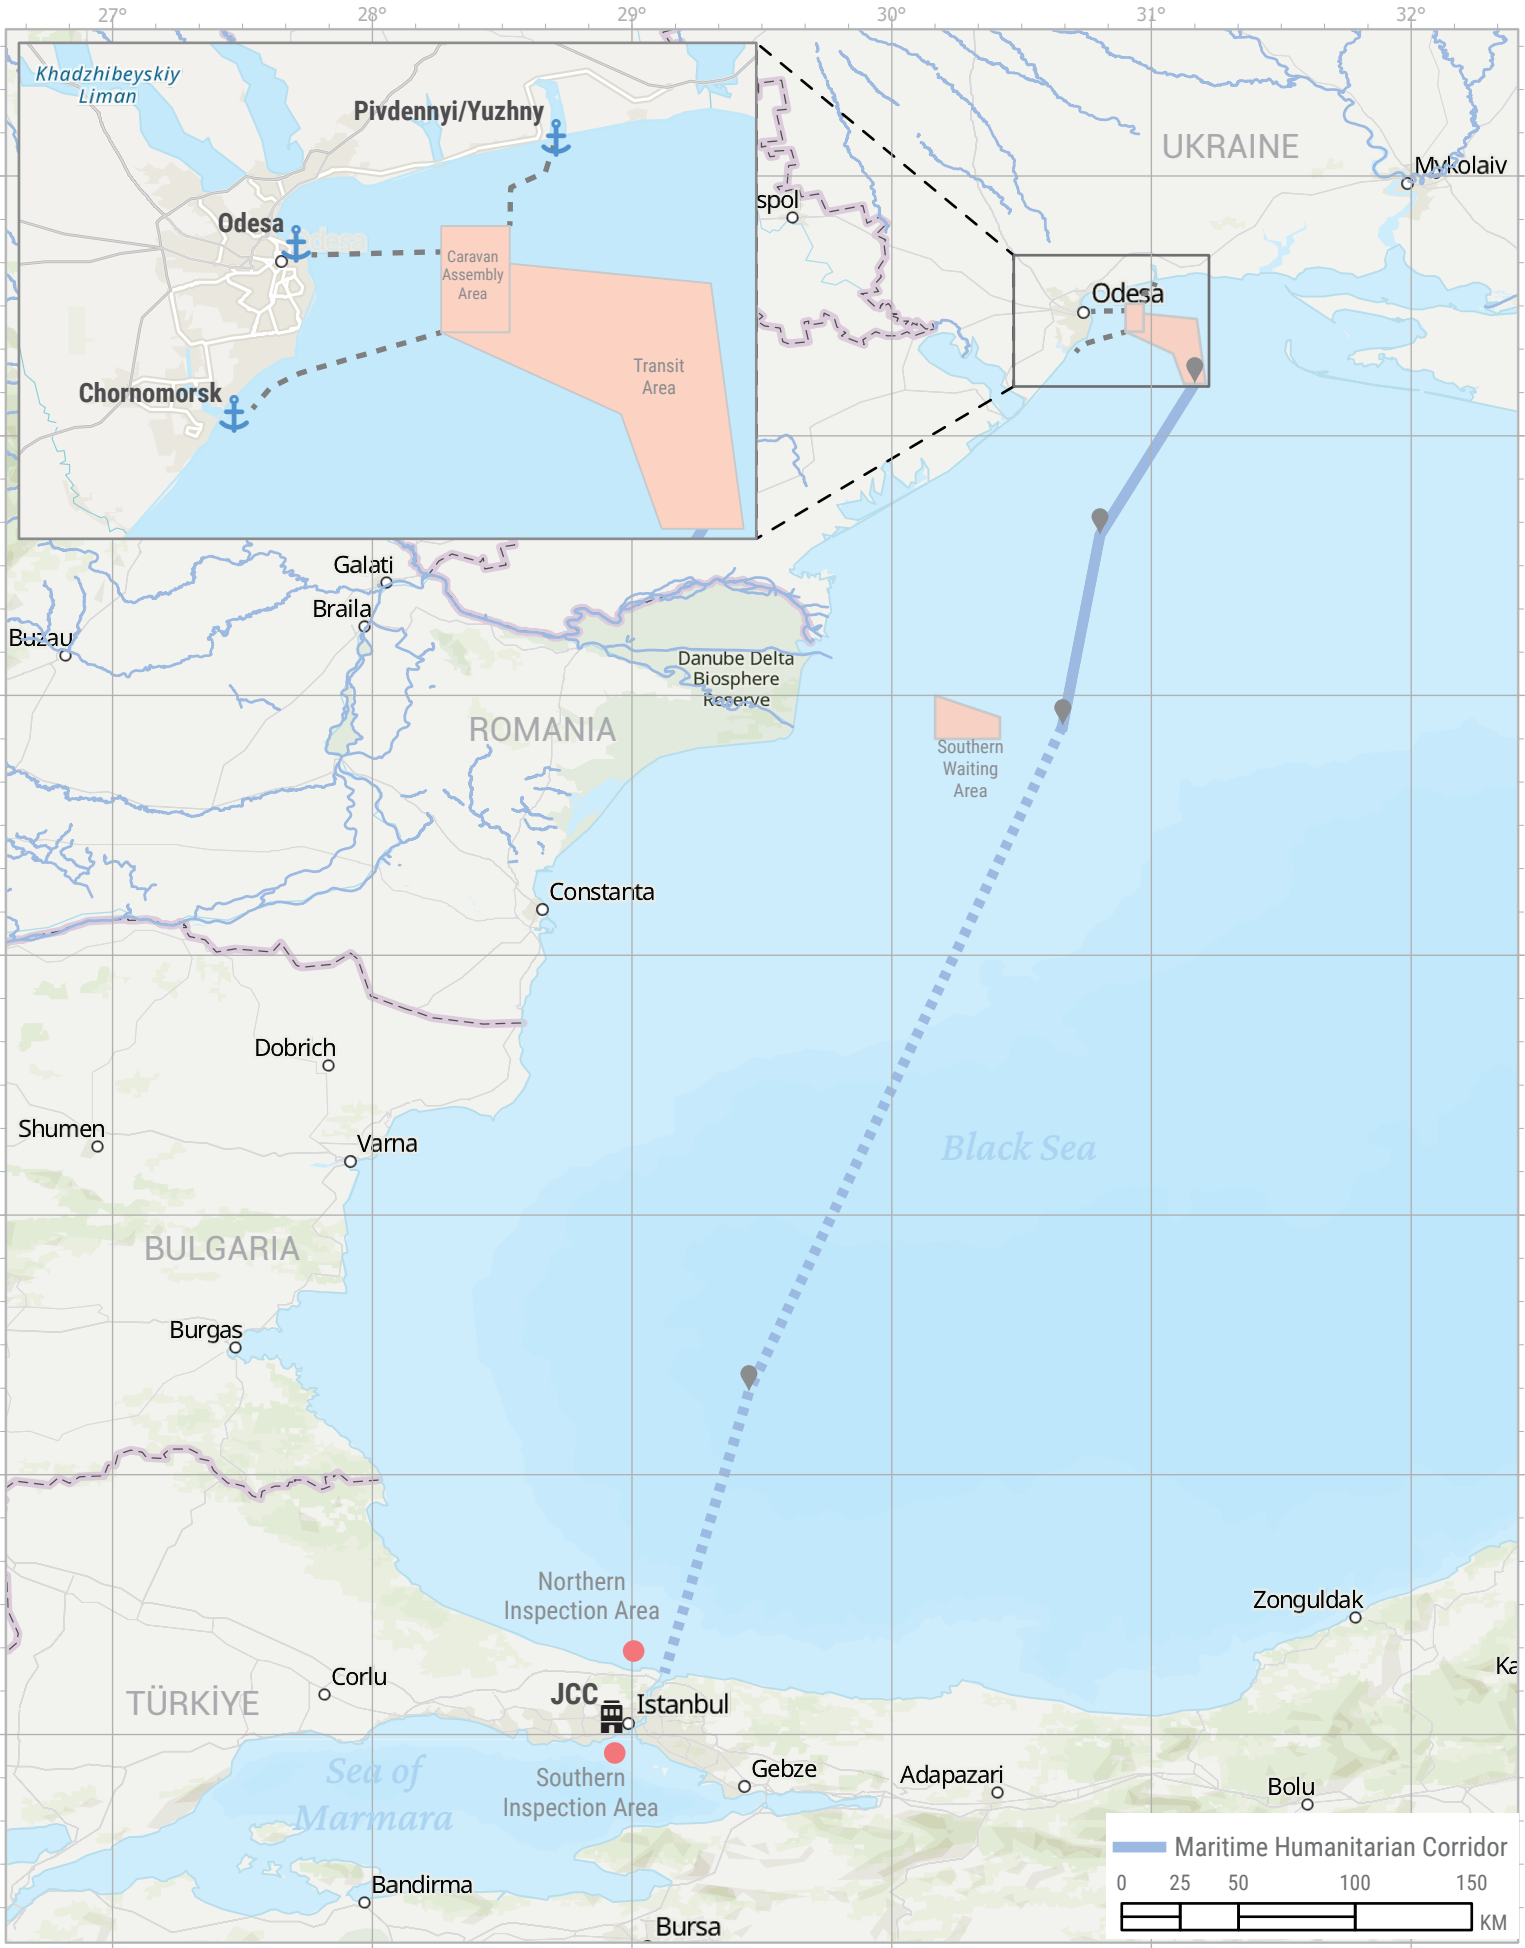 27°
28°
29°
30°
31°
32°
Khadzhibeyskiy
Liman
Pivdennyi/Yuzhny
Odesa
Odesa
Caravan
Assembly
Area
Transit
Area
Chornomorsk
UKRAINE
Mykolaiv
spol
Odesa
Galati
Braila
Buzau
Danube Delta
Biosphere
Reserve
ROMANIA
Southern
Waiting
Area
Constanta
Dobrich
Shumen
Varna
Black Sea
BULGARIA
Burgas
Northern
Inspection Area
Zonguldak
Ka
Corlu
JCC
Istanbul
TÜRKİYE
Sea of
Marmara
Southern
Inspection Area
Gebze
Adapazari
Bolu
Bandirma
Bursa
Maritime Humanitarian Corridor
0 25 50 100 150
KM